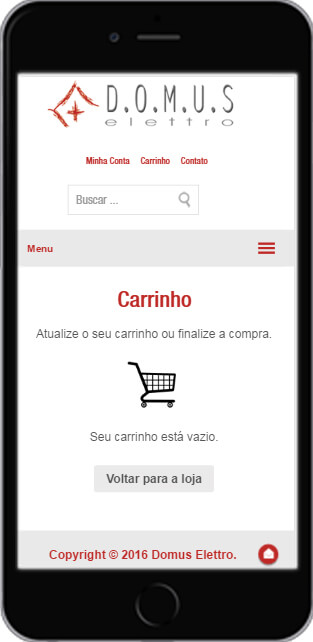 D.O.M.U.S
elettro
Minha Conta Carrinho Contato
Buscar ...
Menu
Carrinho
Atualize o seu carrinho ou finalize a compra.
Seu carrinho está vazio.
Voltar para a loja
Copyright © 2016 Domus Elettro.